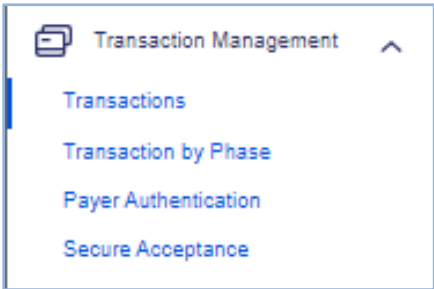 Transaction Management
Transactions
Transaction by Phase
Payer Authentication
Secure Acceptance